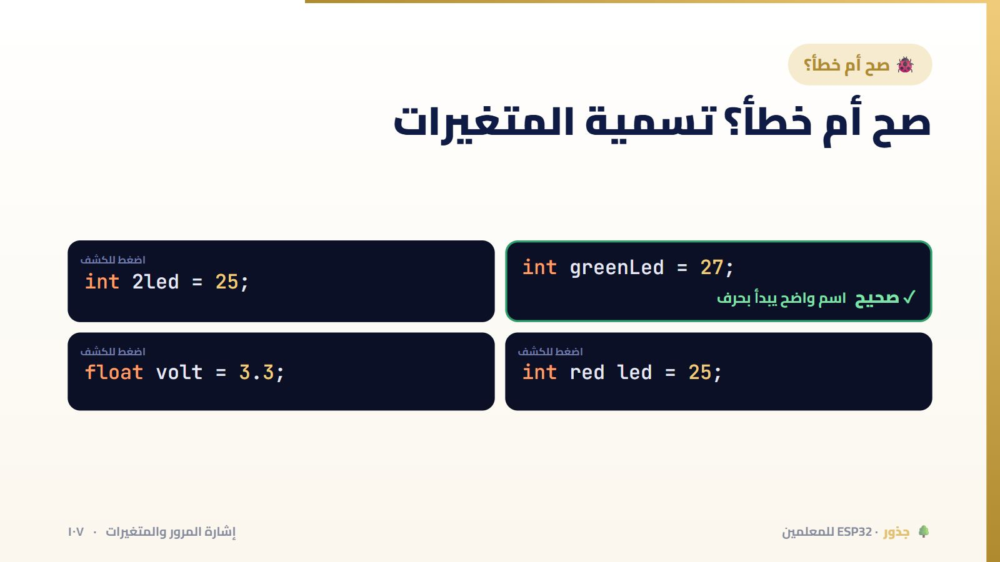 صح أم خطأ؟
صح أم خطأ؟ تسمية المتغيرات
int greenLed = 27;
✓ صحيح اسم واضح يبدأ بحرف
اضغط للكشف
int 2led = 25;
اضغط للكشف
int red led = 25;
اضغط للكشف
float volt = 3.3;
جذور · ESP32 للمعلمين
إشارة المرور والمتغيرات · ١٠٧